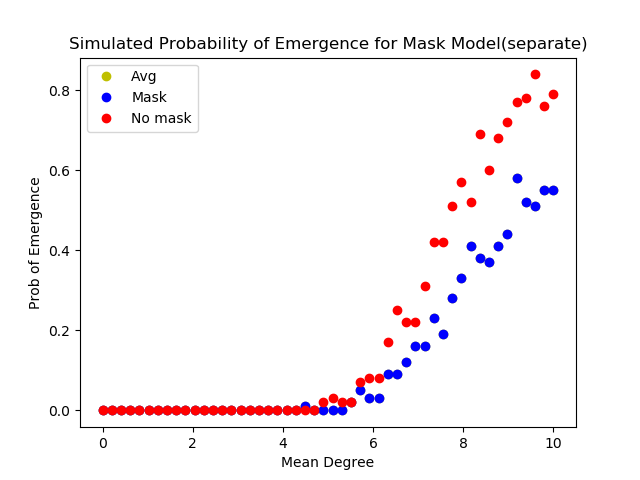 Simulated Probability of Emergence for Mask Model(separate)
Avg
Mask
No mask
0.8
0.6
0.4
0.2
0.0
Prob of Emergence
0 2 4 6 8 10
Mean Degree